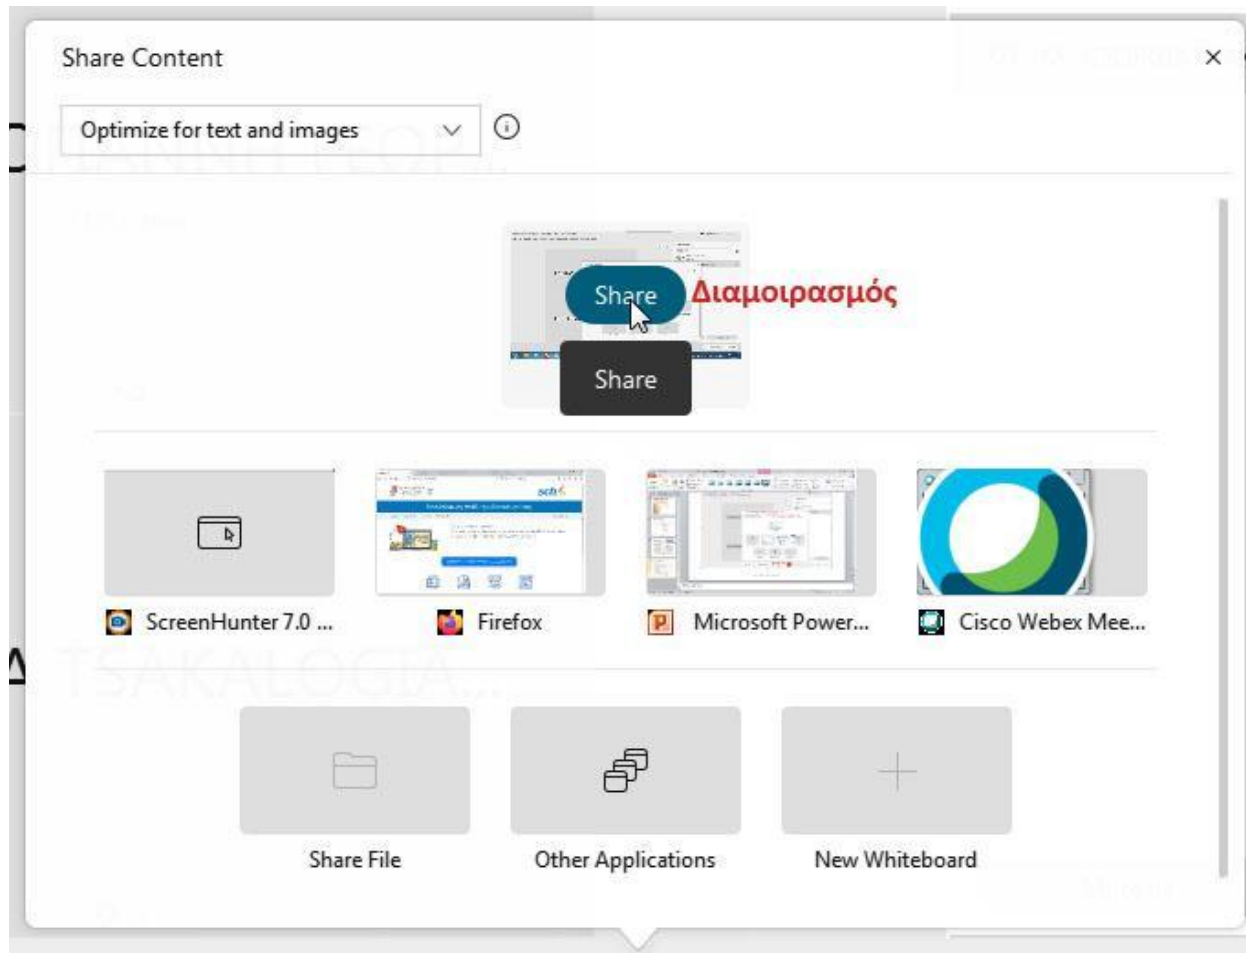 Share Content
Optimize for text and images
Share
Διαμοιρασμός
Share
ScreenHunter 7.0 ...
Firefox
Microsoft Power...
Cisco Webex Mee...
TSAKALOGIA...
Share File
Other Applications
New Whiteboard